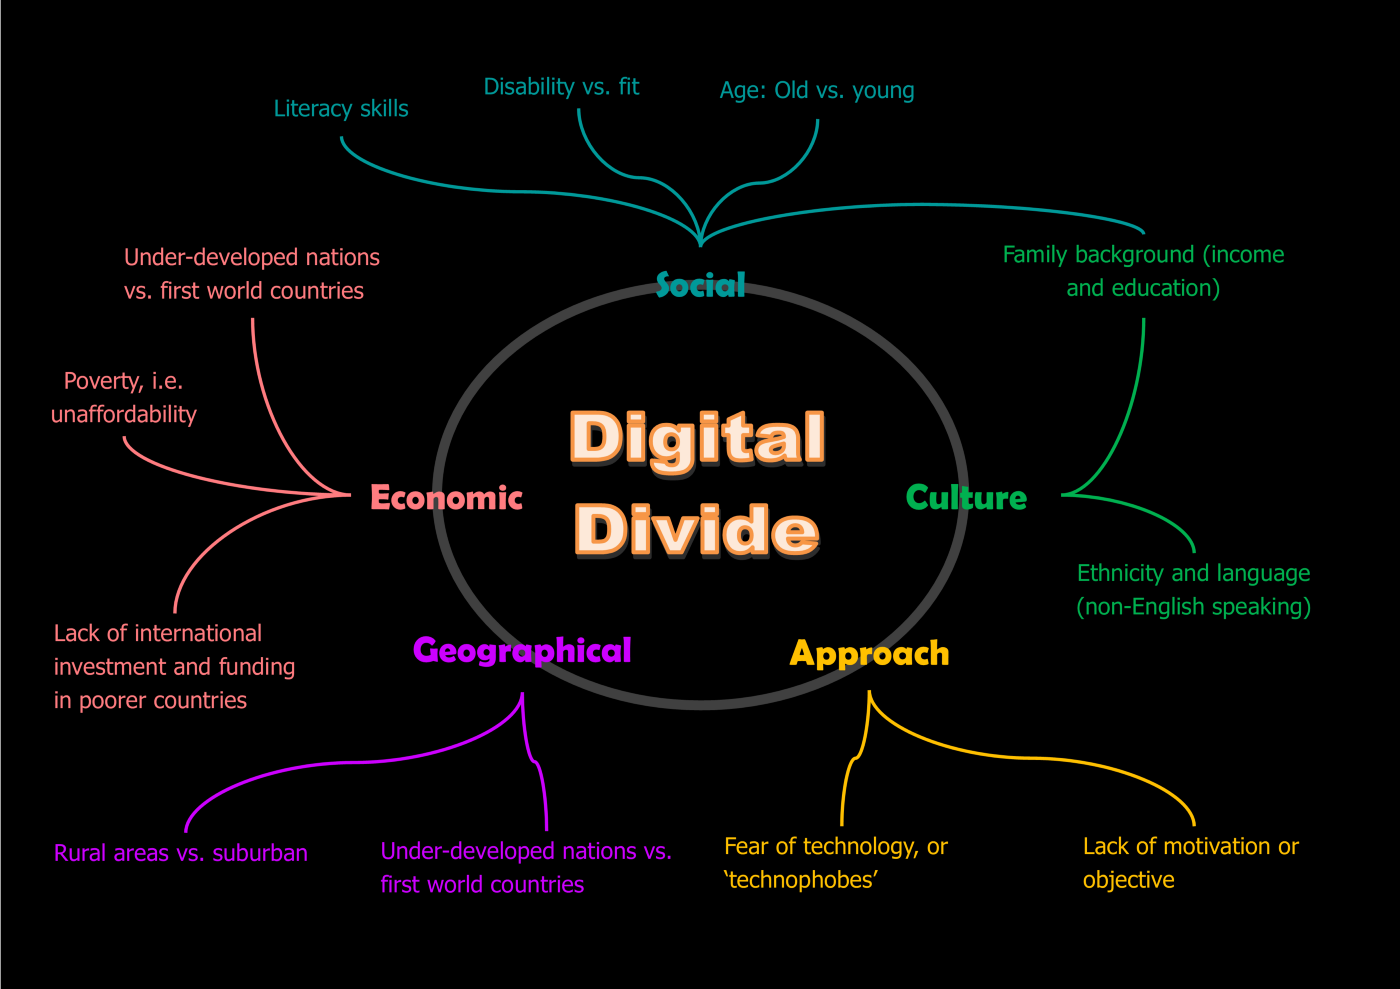 Literacy skills
Disability vs. fit
Age: Old vs. young
Family background (income
and education)
Under-developed nations
vs. first world countries
Social
Poverty, i.e.
unaffordability
Digital
Divide
Economic
Culture
Ethnicity and language
(non-English speaking)
Lack of international
investment and funding
in poorer countries
Geographical
Approach
Rural areas vs. suburban
Under-developed nations vs.
first world countries
Fear of technology, or
‘technophobes’
Lack of motivation or
objective